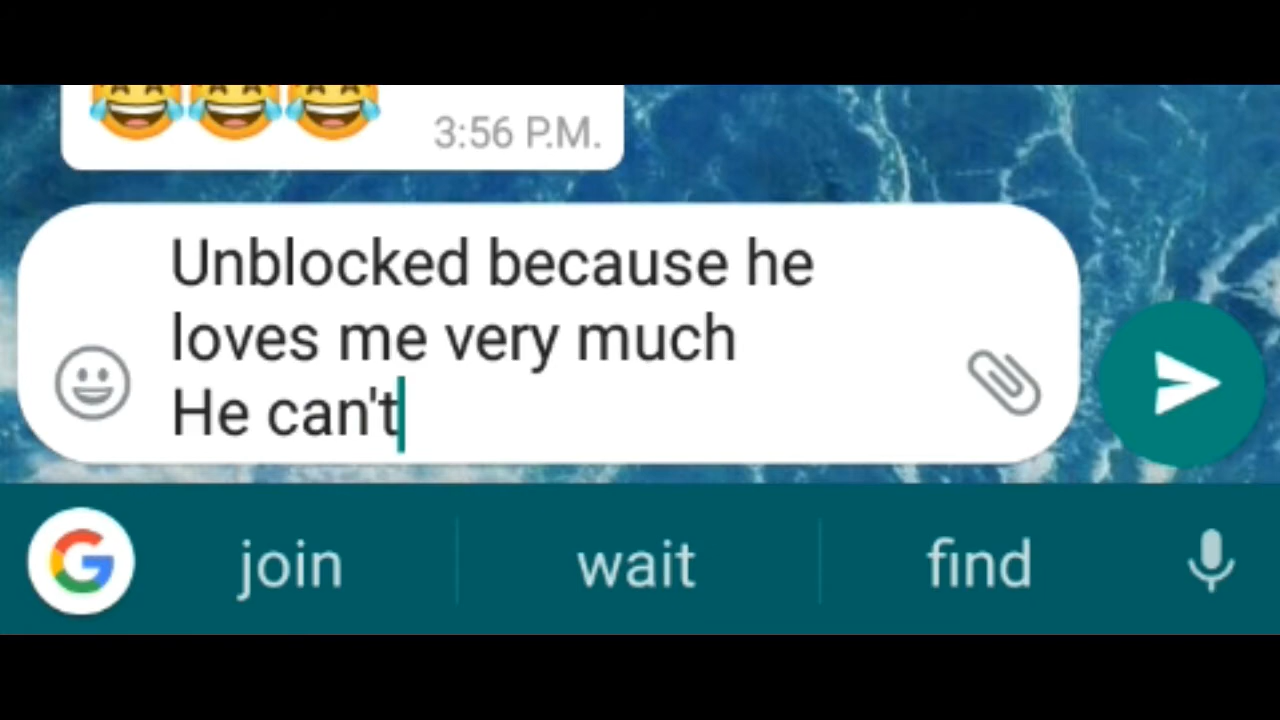 3:56 P.M.
Unblocked because he
loves me very much
He can't
join wait find